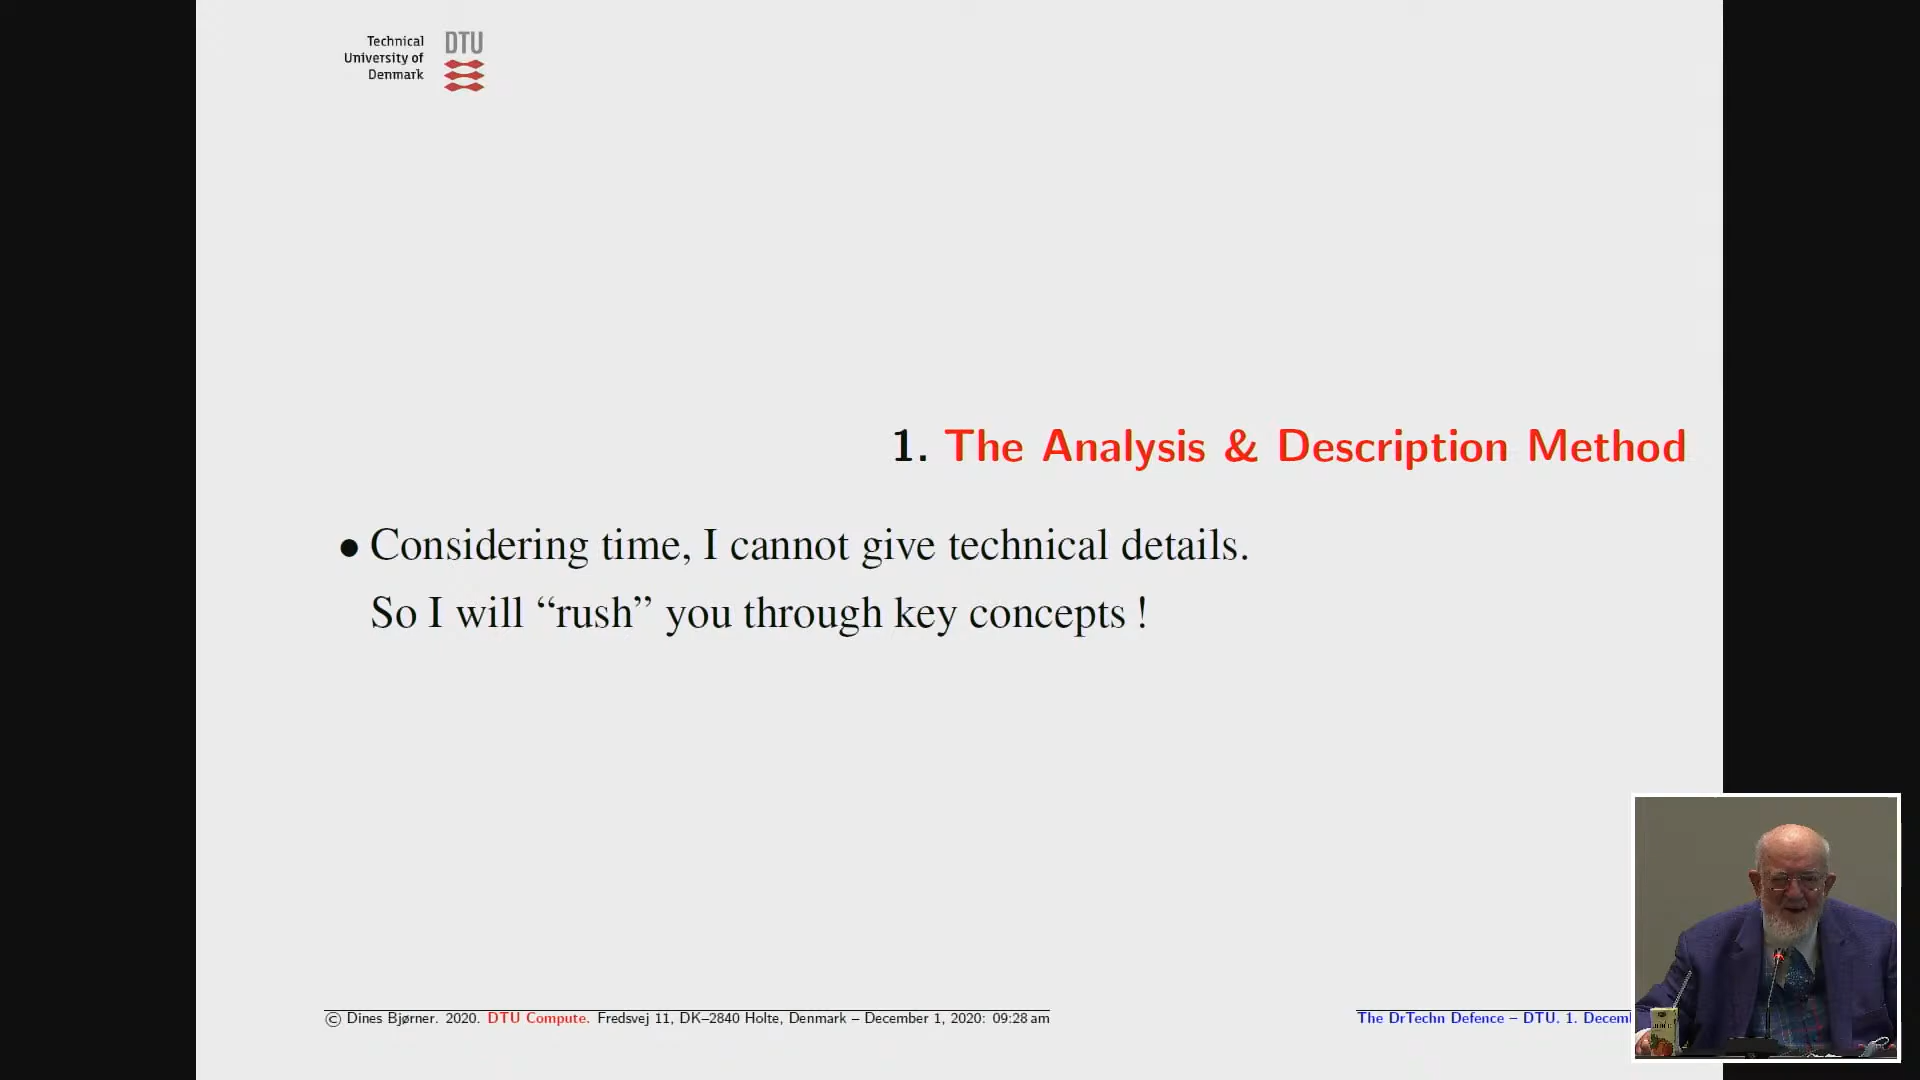 Technical
University of
Denmark
DTU
1. The Analysis & Description Method
• Considering time, I cannot give technical details.
So I will “rush” you through key concepts !
© Dines Bjørner. 2020. DTU Compute. Fredsvej 11, DK–2840 Holte, Denmark – December 1, 2020: 09:28 am
The DrTechn Defence – DTU. 1. Decem